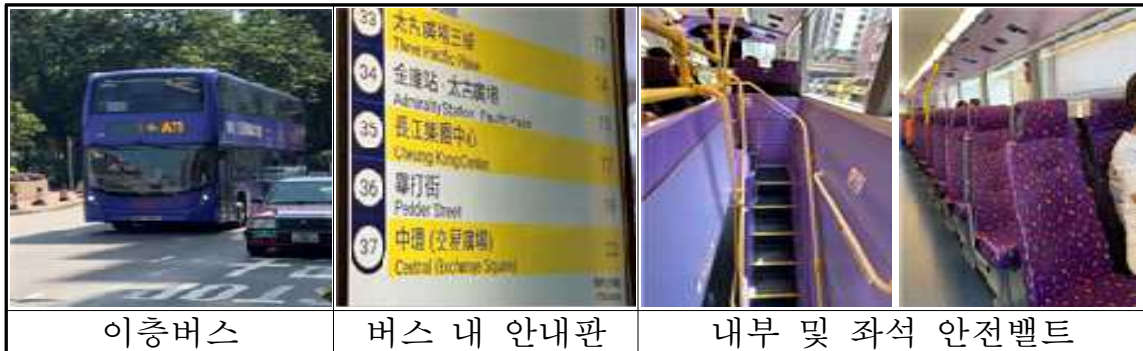 33
太古廣場三座
Three Pacific Place
34
金鐘站 太古廣場
Admiralty Station Pacific Place
35
長江集團中心
Cheung Kong Center
36
畢打街
Pedder Street
37
中環 (交易廣場)
Central (Exchange Square)
STOP
이층버스
버스 내 안내판
내부 및 좌석 안전밸트